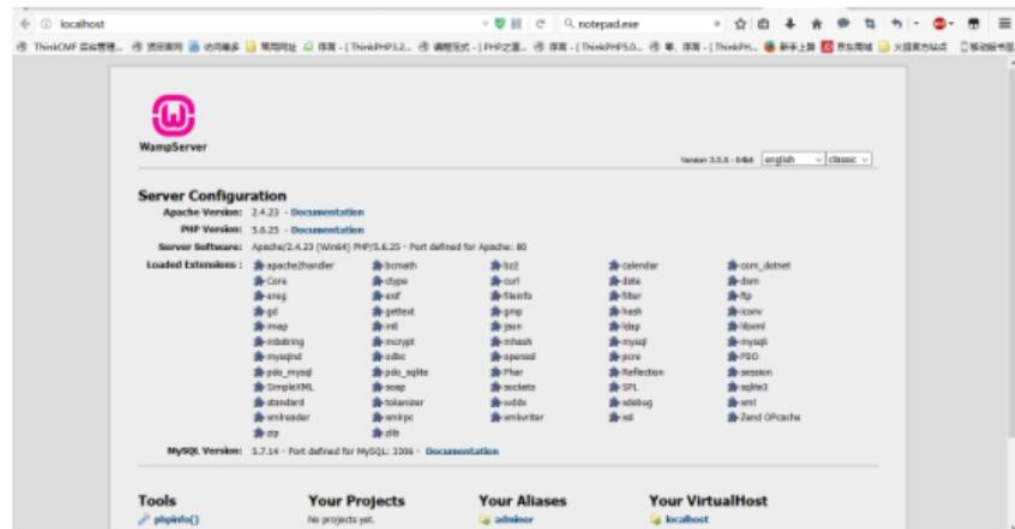 localhost
notepad.exe
WampServer
Version 3.0.6 - 64bit english classic
Server Configuration
Apache Version: 2.4.23 - Documentation
PHP Version: 5.6.25 - Documentation
Server Software: Apache/2.4.23 (Win64) PHP/5.6.25 - Port defined for Apache: 80
Loaded Extensions : apache2handler bcmath bz2 calendar com_dotnet
Core ctype curl date dom
ereg exif fileinfo filter ftp
gd gettext gmp hash iconv
imap intl json ldap libxml
mbstring mcrypt mhash mysql mysqli
mysqlnd odbc openssl pcre PDO
pdo_mysql pdo_sqlite Phar Reflection session
SimpleXML soap sockets SPL sqlite3
standard tokenizer wddx xdebug xml
xmlreader xmlrpc xmlwriter xsl Zend OPcache
zip zlib
MySQL Version: 5.7.14 - Port defined for MySQL: 3306 - Documentation
Tools Your Projects Your Aliases Your VirtualHost
phpinfo() No projects yet. adminer localhost